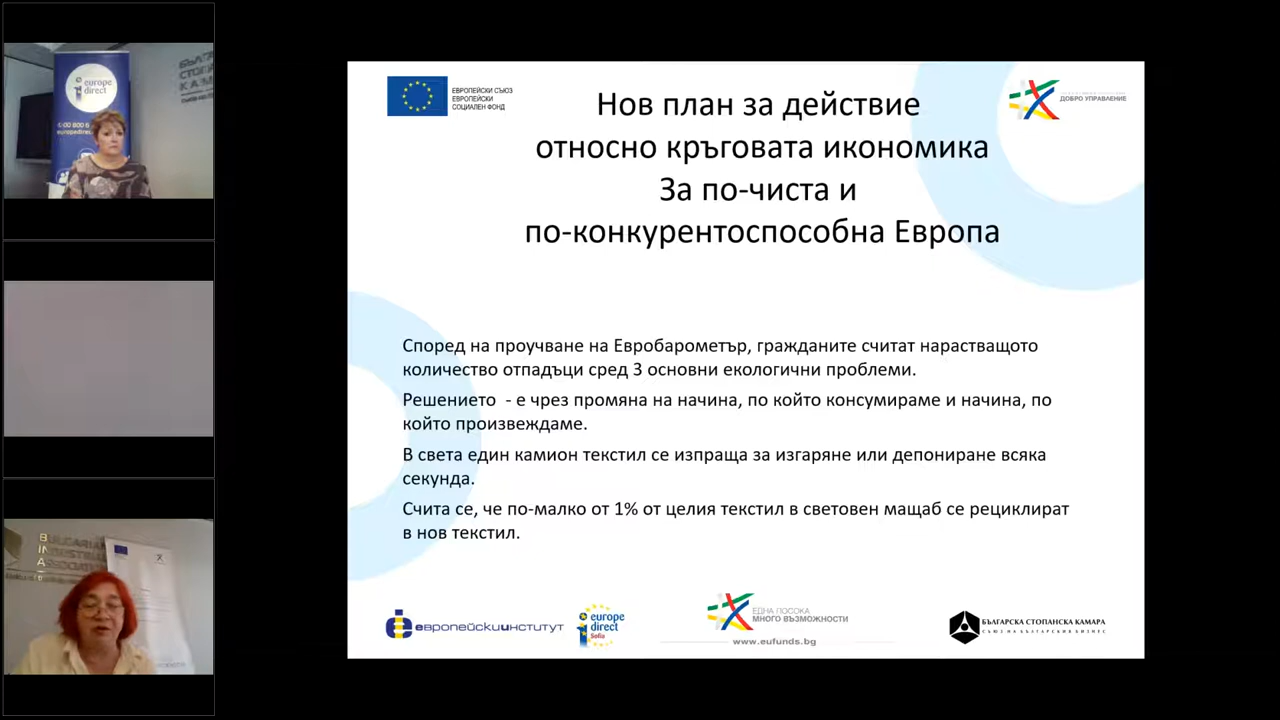 europe
direct
ЕВРОПЕЙСКИ СЪЮЗ
ЕВРОПЕЙСКИ
СОЦИАЛЕН ФОНД
ДОБРО УПРАВЛЕНИЕ
Нов план за действие
относно кръговата икономика
За по-чиста и
по-конкурентоспособна Европа
Според на проучване на Евробарометър, гражданите считат нарастващото
количество отпадъци сред 3 основни екологични проблеми.
Решението - е чрез промяна на начина, по който консумираме и начина, по
който произвеждаме.
В света един камион текстил се изпраща за изгаряне или депониране всяка
секунда.
Счита се, че по-малко от 1% от целия текстил в световен мащаб се рециклират
в нов текстил.
европейскиинститут
europe
direct
Sofia
ЕДНА ПОСОКА
МНОГО ВЪЗМОЖНОСТИ
www.eufunds.bg
БЪЛГАРСКА СТОПАНСКА КАМАРА
СЪЮЗ НА БЪЛГАРСКИЯ БИЗНЕС